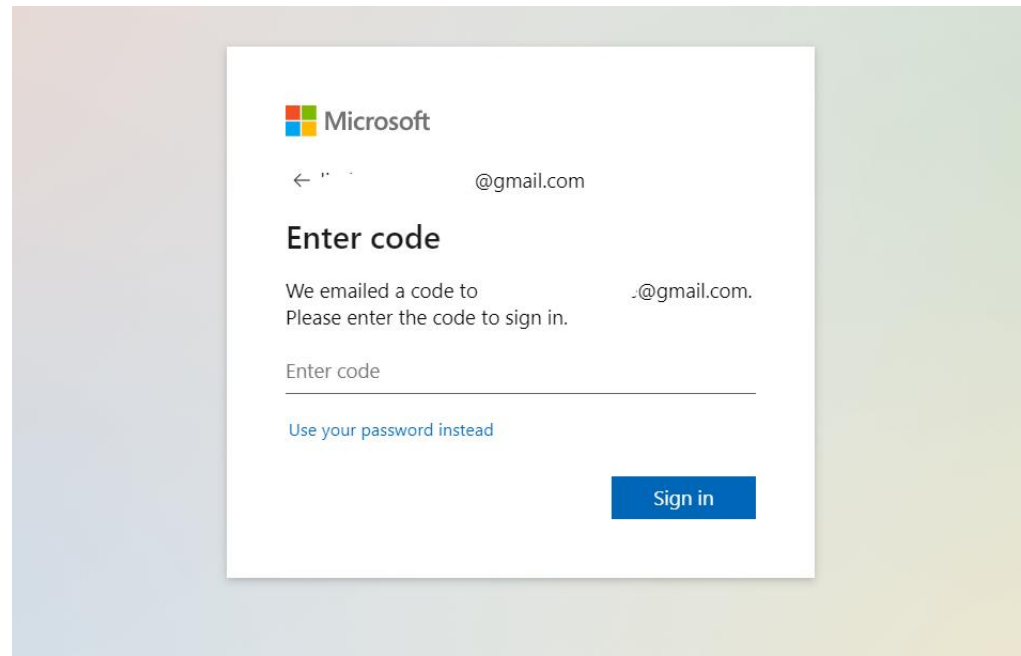 Microsoft
← @gmail.com
Enter code
We emailed a code to @gmail.com.
Please enter the code to sign in.
Enter code
Use your password instead
Sign in